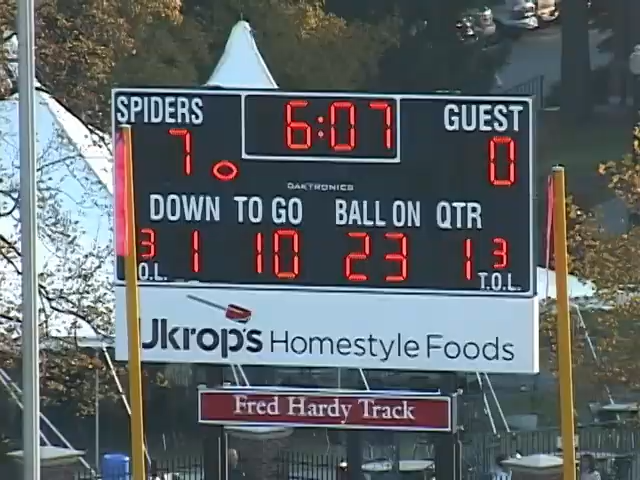 SPIDERS 6:07 GUEST
7 0
DAKTRONICS
DOWN TO GO BALL ON QTR
3 1 10 23 1 3
O.L. T.O.L.
Ukrop's Homestyle Foods
Fred Hardy Track